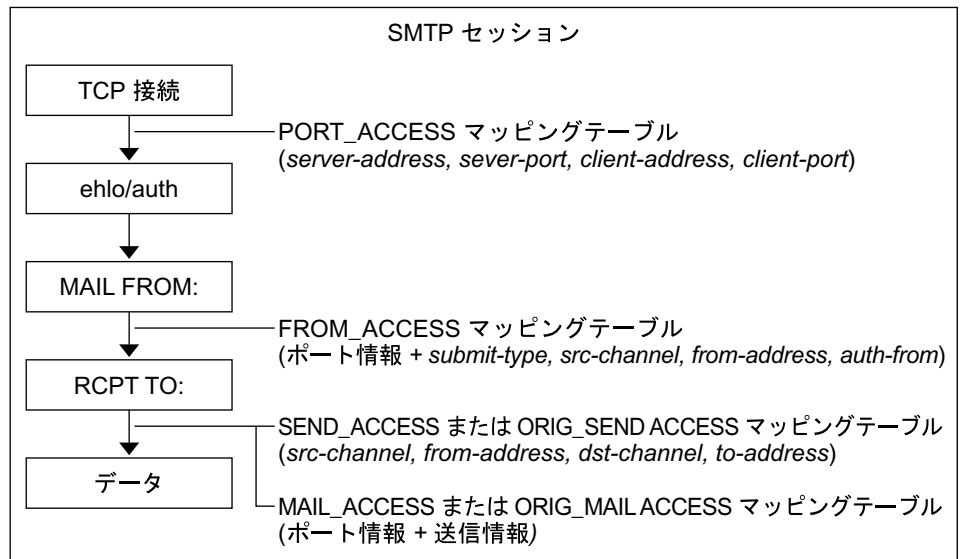 SMTP セッション
TCP 接続
PORT_ACCESS マッピングテーブル
(server-address, sever-port, client-address, client-port)
ehlo/auth
MAIL FROM:
FROM_ACCESS マッピングテーブル
(ポート情報 + submit-type, src-channel, from-address, auth-from)
RCPT TO:
SEND_ACCESS または ORIG_SEND ACCESS マッピングテーブル
(src-channel, from-address, dst-channel, to-address)
データ
MAIL_ACCESS または ORIG_MAIL ACCESS マッピングテーブル
(ポート情報 + 送信情報)